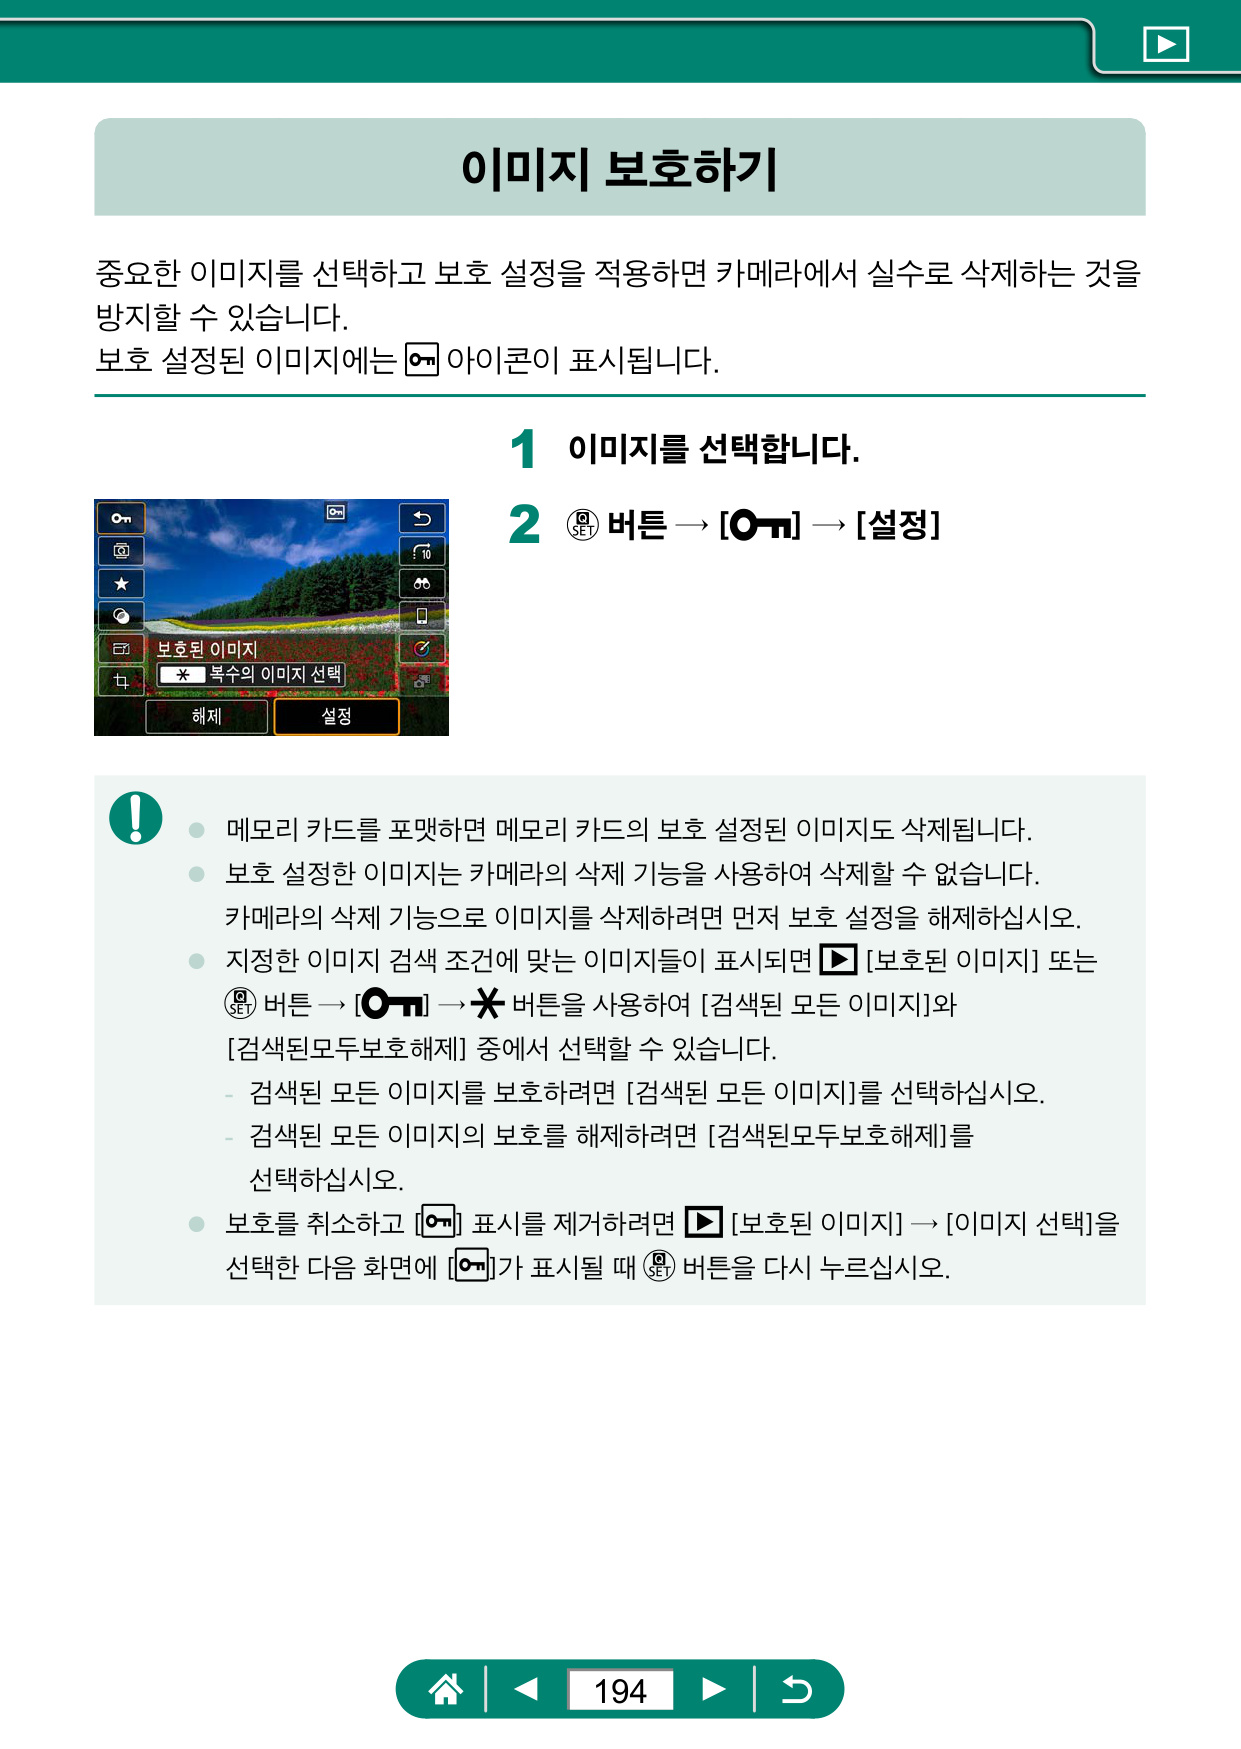 이미지 보호하기
중요한 이미지를 선택하고 보호 설정을 적용하면 카메라에서 실수로 삭제하는 것을
방지할 수 있습니다.
보호 설정된 이미지에는 아이콘이 표시됩니다.
1 이미지를 선택합니다.
2 Q SET 버튼 → [ ] → [설정]
10
보호된 이미지
* 복수의 이미지 선택
해제 설정
메모리 카드를 포맷하면 메모리 카드의 보호 설정된 이미지도 삭제됩니다.
보호 설정한 이미지는 카메라의 삭제 기능을 사용하여 삭제할 수 없습니다.
카메라의 삭제 기능으로 이미지를 삭제하려면 먼저 보호 설정을 해제하십시오.
지정한 이미지 검색 조건에 맞는 이미지들이 표시되면 [보호된 이미지] 또는
Q SET 버튼 → [ ] → * 버튼을 사용하여 [검색된 모든 이미지]와
[검색된모두보호해제] 중에서 선택할 수 있습니다.
- 검색된 모든 이미지를 보호하려면 [검색된 모든 이미지]를 선택하십시오.
- 검색된 모든 이미지의 보호를 해제하려면 [검색된모두보호해제]를
선택하십시오.
보호를 취소하고 [ ] 표시를 제거하려면 [보호된 이미지] → [이미지 선택]을
선택한 다음 화면에 [ ]가 표시될 때 Q SET 버튼을 다시 누르십시오.
194